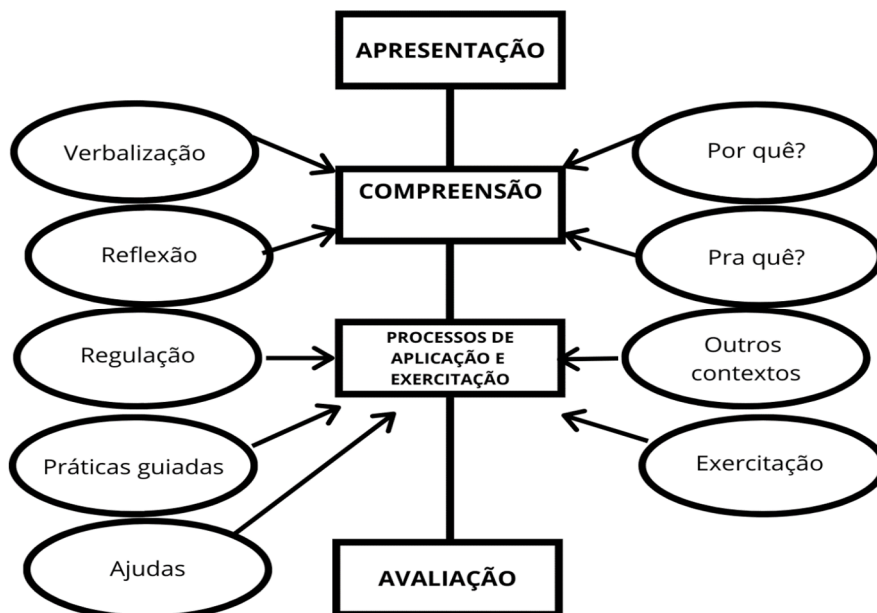 APRESENTAÇÃO
Verbalização
Por quê?
COMPREENSÃO
Reflexão
Pra quê?
Regulação
PROCESSOS DE
APLICAÇÃO E
EXERCITAÇÃO
Outros
contextos
Práticas guiadas
Exercitação
Ajudas
AVALIAÇÃO